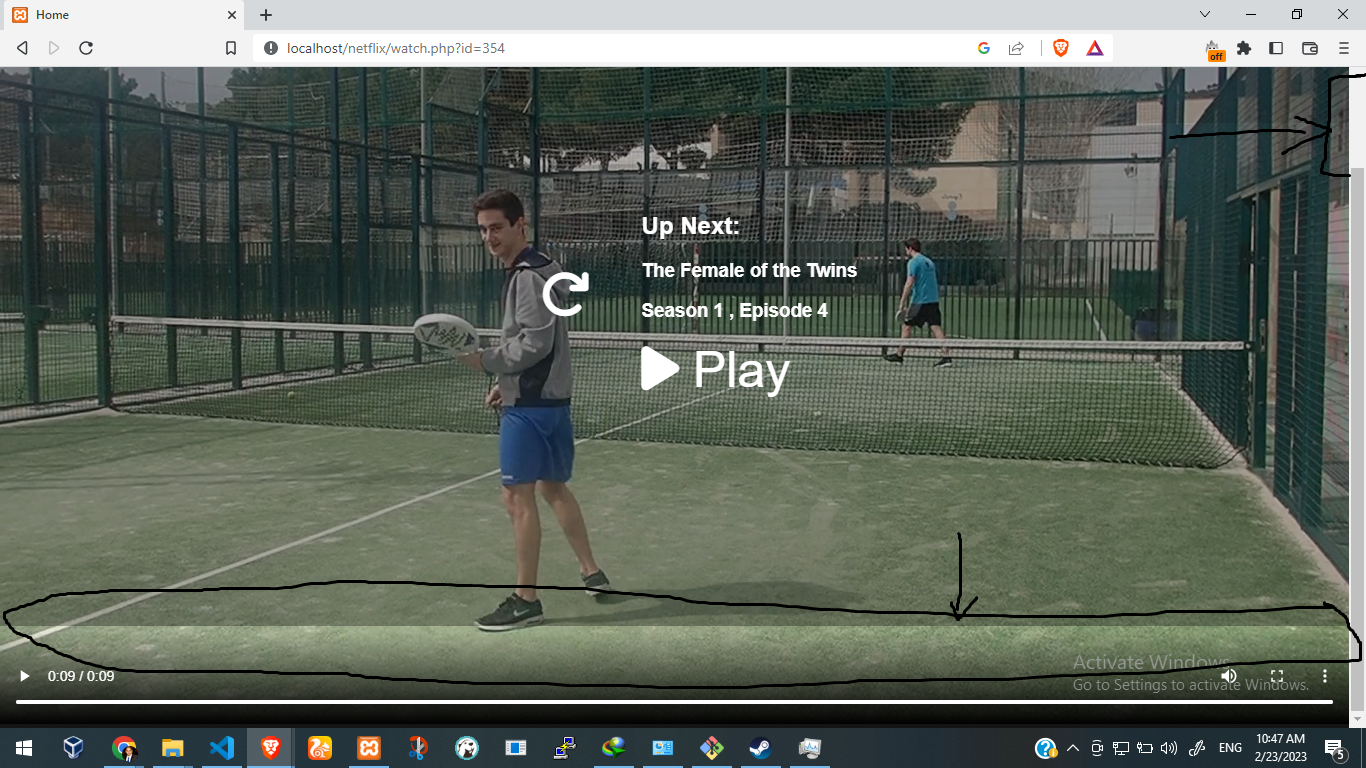 Home
localhost/netflix/watch.php?id=354
off
Up Next:
The Female of the Twins
Season 1 , Episode 4
Play
Activate Windows
Go to Settings to activate Windows.
0:09 / 0:09
ENG
10:47 AM
2/23/2023
5